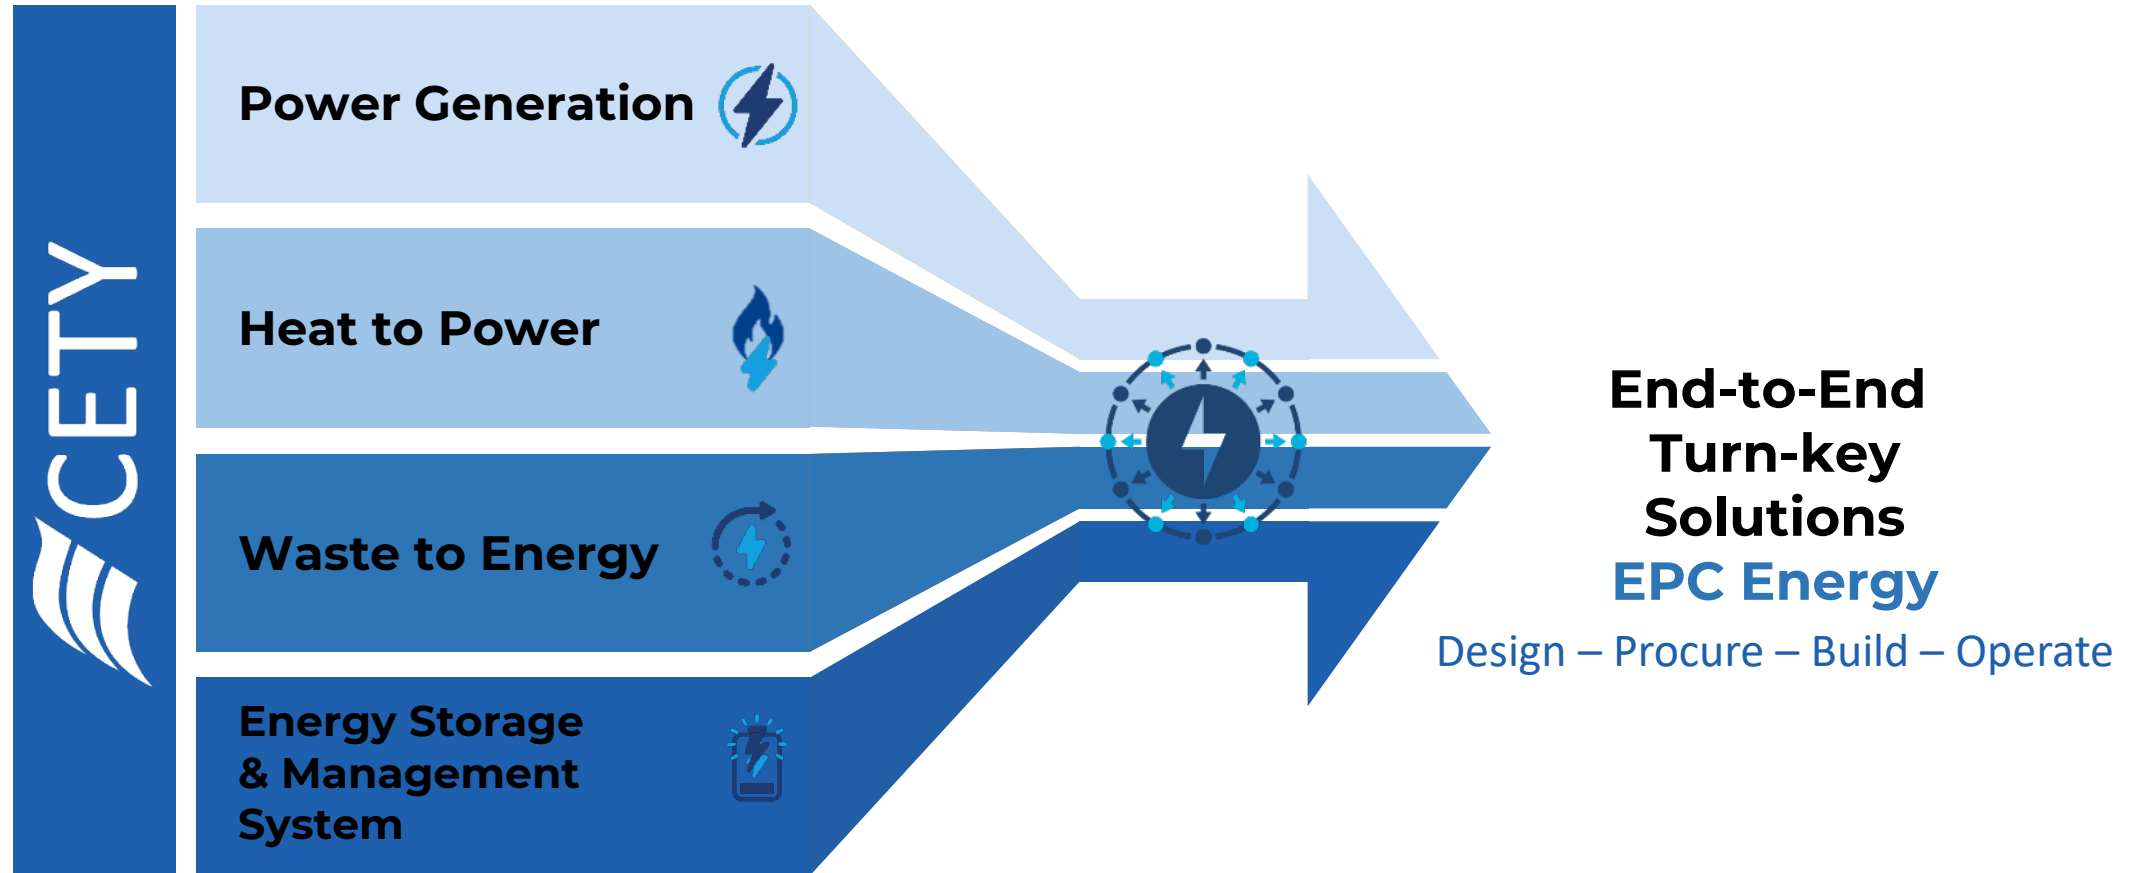 CETY
Power Generation
Heat to Power
Waste to Energy
Energy Storage
& Management
System
End-to-End
Turn-key
Solutions
EPC Energy
Design – Procure – Build – Operate